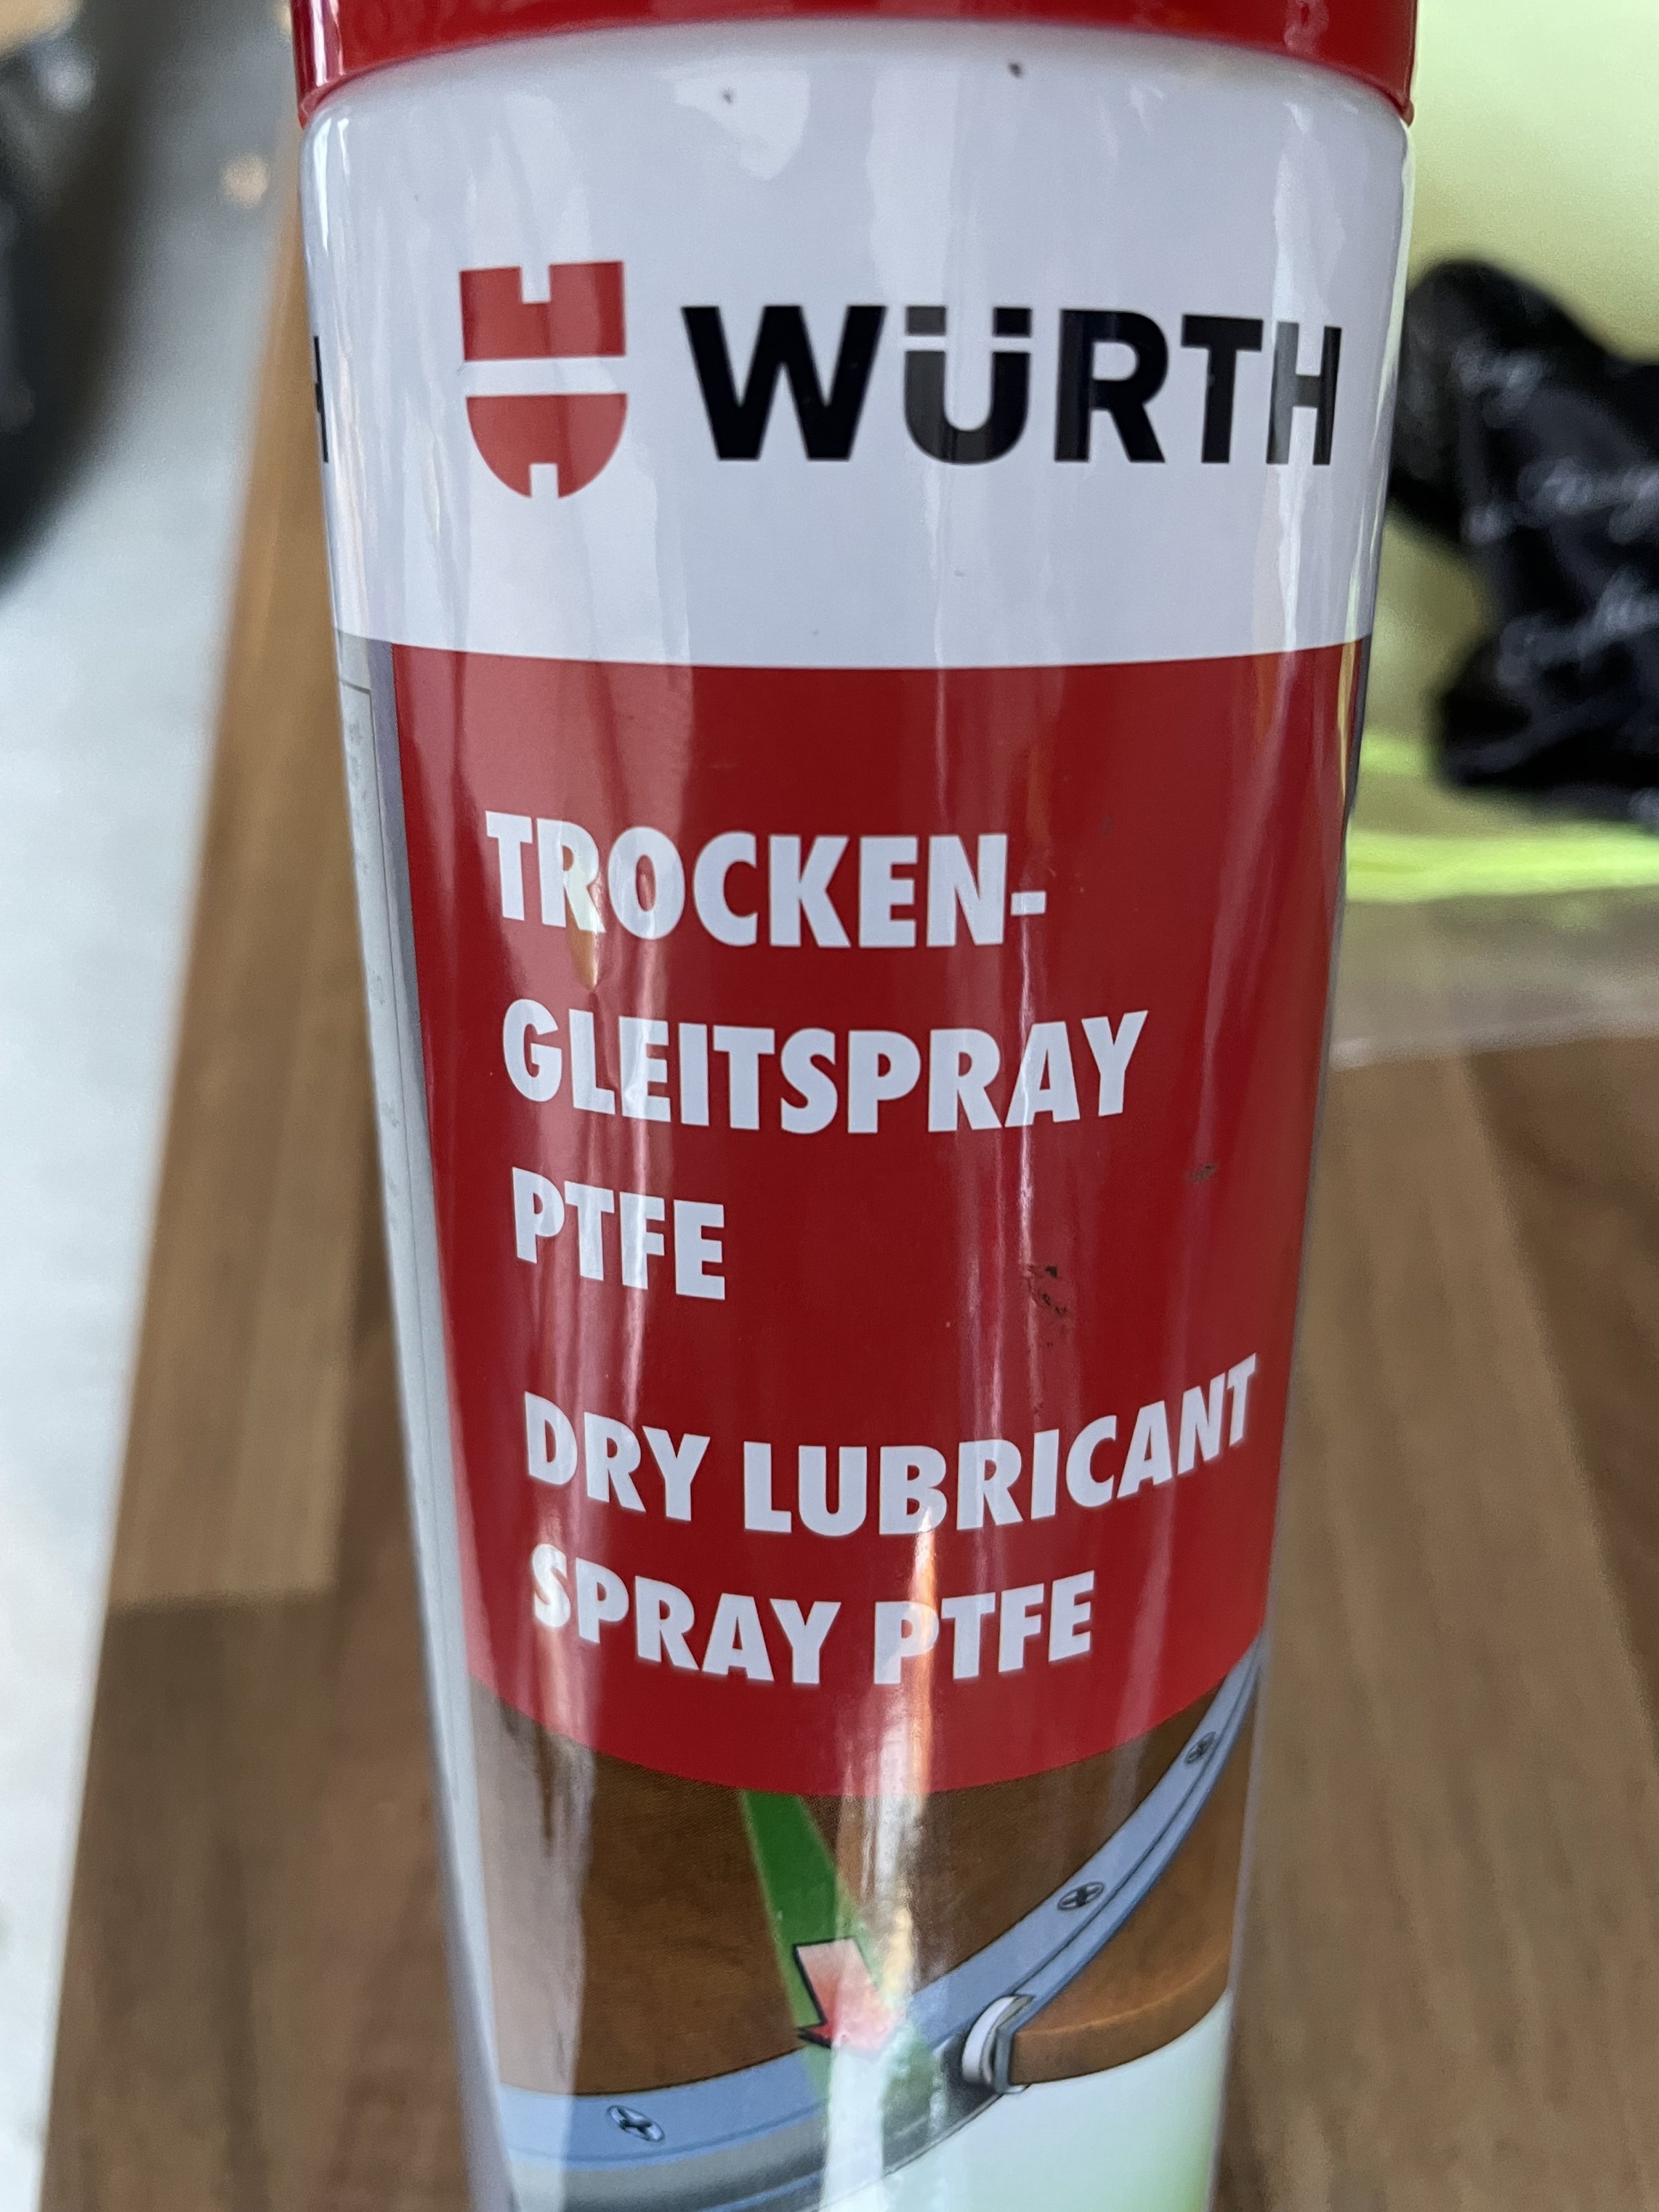 WÜRTH
TROCKEN-
GLEITSPRAY
PTFE
DRY LUBRICANT
SPRAY PTFE